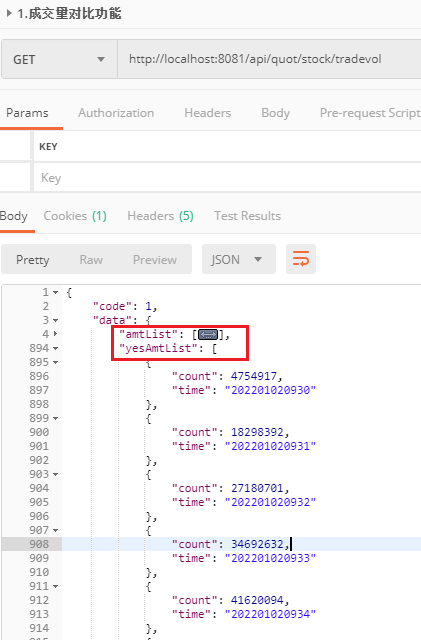 1.成交量对比功能
GET http://localhost:8081/api/quot/stock/tradevol
Params Authorization Headers Body Pre-request Script
KEY
Key
Body Cookies (1) Headers (5) Test Results
Pretty Raw Preview JSON
1 {
2 "code": 1,
3 "data": {
4 "amtList": [],
894 "yesAmtList": [
895 {
896 "count": 4754917,
897 "time": "202201020930"
898 },
899 {
900 "count": 18298392,
901 "time": "202201020931"
902 },
903 {
904 "count": 27180701,
905 "time": "202201020932"
906 },
907 {
908 "count": 34692632,
909 "time": "202201020933"
910 },
911 {
912 "count": 41620094,
913 "time": "202201020934"
914 },
915 {